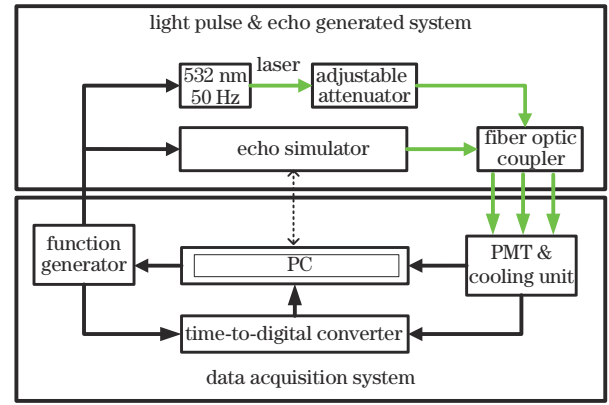 light pulse & echo generated system
laser
532 nm
50 Hz
adjustable
attenuator
echo simulator
fiber optic
coupler
function
generator
PC
PMT &
cooling unit
time-to-digital converter
data acquisition system